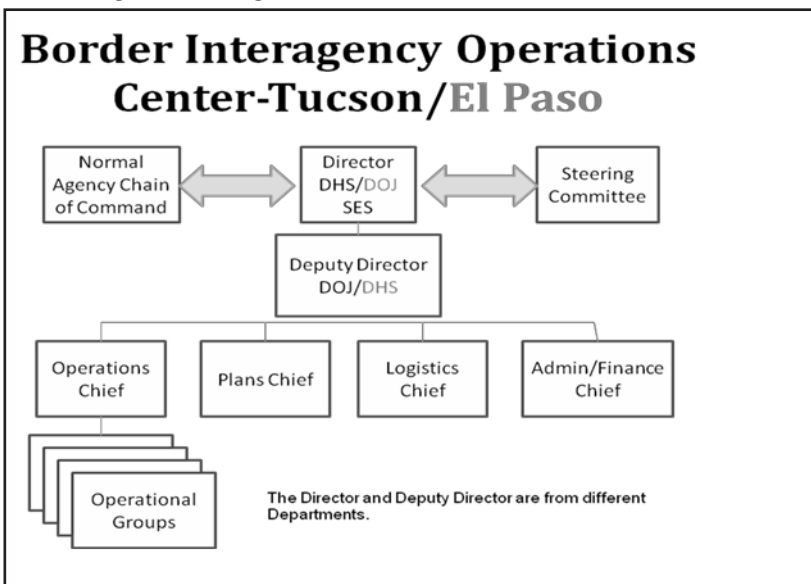 Border Interagency Operations
Center-Tucson/El Paso
Normal
Agency Chain
of Command
Director
DHS/DOJ
SES
Steering
Committee
Deputy Director
DOJ/DHS
Operations
Chief
Plans Chief
Logistics
Chief
Admin/Finance
Chief
Operational
Groups
The Director and Deputy Director are from different
Departments.